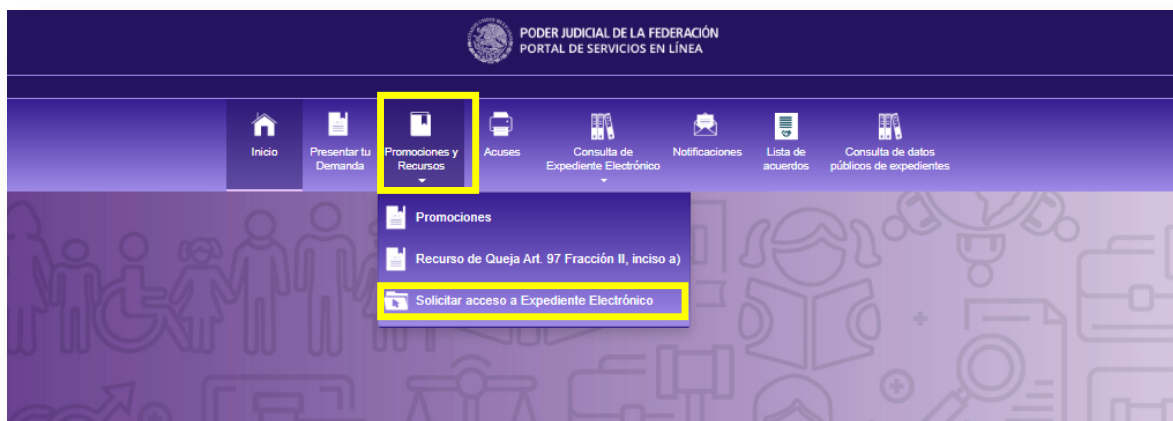 PODER JUDICIAL DE LA FEDERACIÓN
PORTAL DE SERVICIOS EN LÍNEA
Inicio
Presentar tu
Demanda
Promociones y
Recursos
Acuses
Consulta de
Expediente Electrónico
Notificaciones
Lista de
acuerdos
Consulta de datos
públicos de expedientes
Promociones
Recurso de Queja Art. 97 Fracción II, inciso a)
Solicitar acceso a Expediente Electrónico